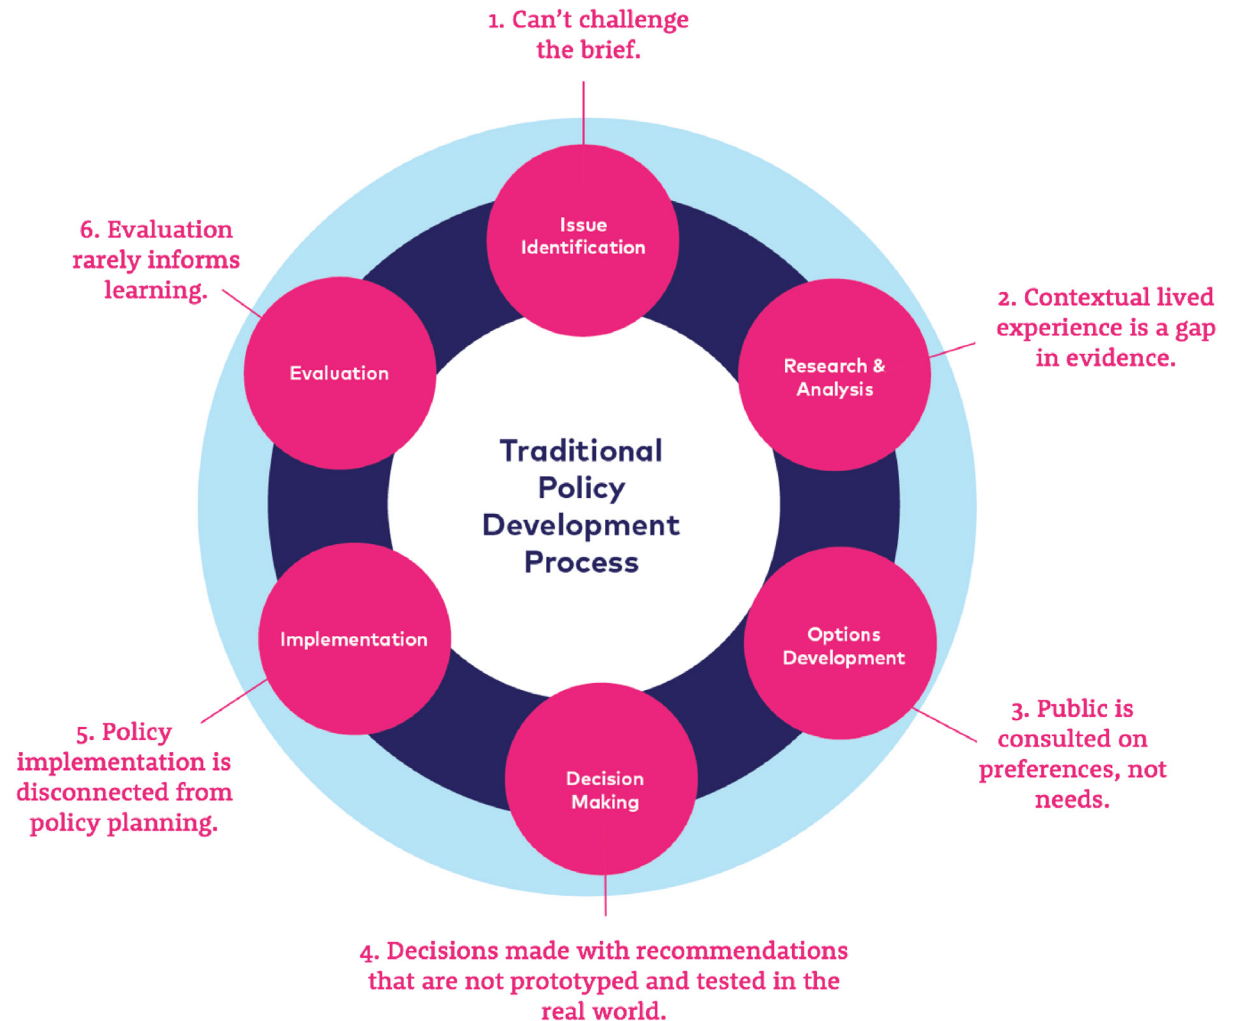 1. Can’t challenge
the brief.
Issue
Identification
2. Contextual lived
experience is a gap
in evidence.
Research &
Analysis
3. Public is
consulted on
preferences, not
needs.
Options
Development
4. Decisions made with recommendations
that are not prototyped and tested in the
real world.
Decision
Making
5. Policy
implementation is
disconnected from
policy planning.
Implementation
6. Evaluation
rarely informs
learning.
Evaluation
Traditional
Policy
Development
Process